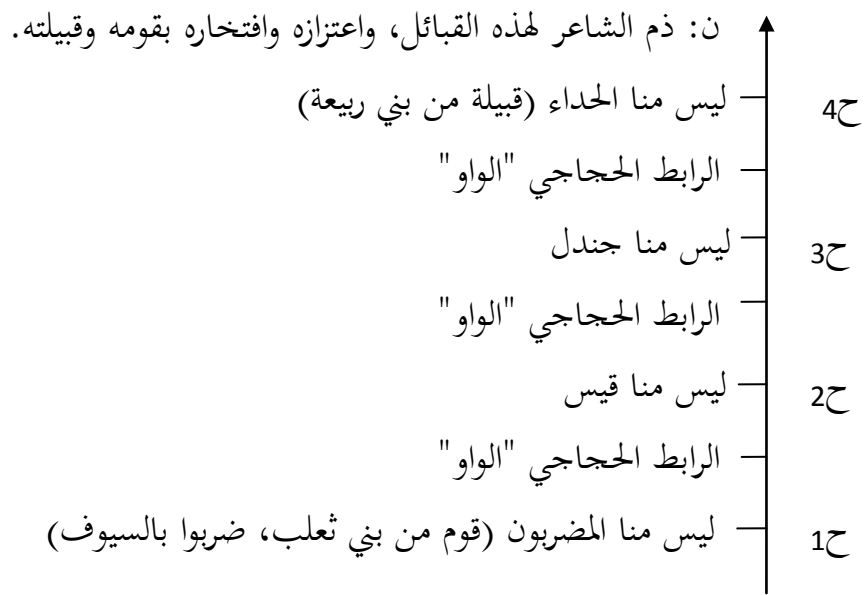 ن: ذم الشاعر لهذه القبائل، واعتزازه وافتخاره بقومه وقبيلته.
ح4 ليس منا الحداء (قبيلة من بني ربيعة)
الرابط الحجاجي "الواو"
ح3 ليس منا جندل
الرابط الحجاجي "الواو"
ح2 ليس منا قيس
الرابط الحجاجي "الواو"
ح1 ليس منا المضربون (قوم من بني ثعلب، ضربوا بالسيوف)